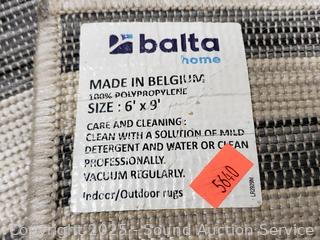 balta
home
MADE IN BELGIUM
100% POLYPROPYLENE
SIZE : 6' x 9'
CARE AND CLEANING :
CLEAN WITH A SOLUTION OF MILD
DETERGENT AND WATER OR CLEAN
PROFESSIONALLY.
VACUUM REGULARLY.
Indoor/Outdoor rugs
5640
Copyright 2025 - Sound Auction Service